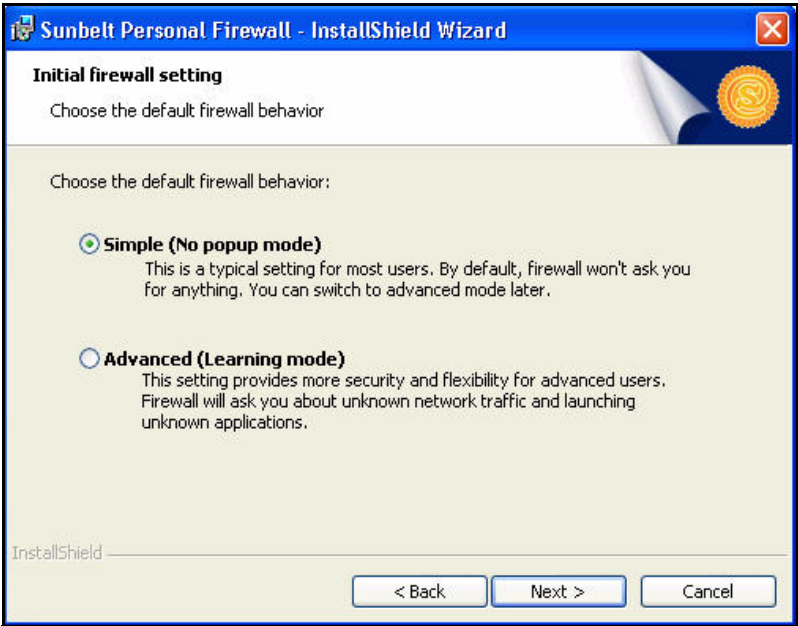 Sunbelt Personal Firewall - InstallShield Wizard
Initial firewall setting
Choose the default firewall behavior
Choose the default firewall behavior:
Simple (No popup mode)
This is a typical setting for most users. By default, firewall won't ask you
for anything. You can switch to advanced mode later.
Advanced (Learning mode)
This setting provides more security and flexibility for advanced users.
Firewall will ask you about unknown network traffic and launching
unknown applications.
InstallShield
< Back
Next >
Cancel